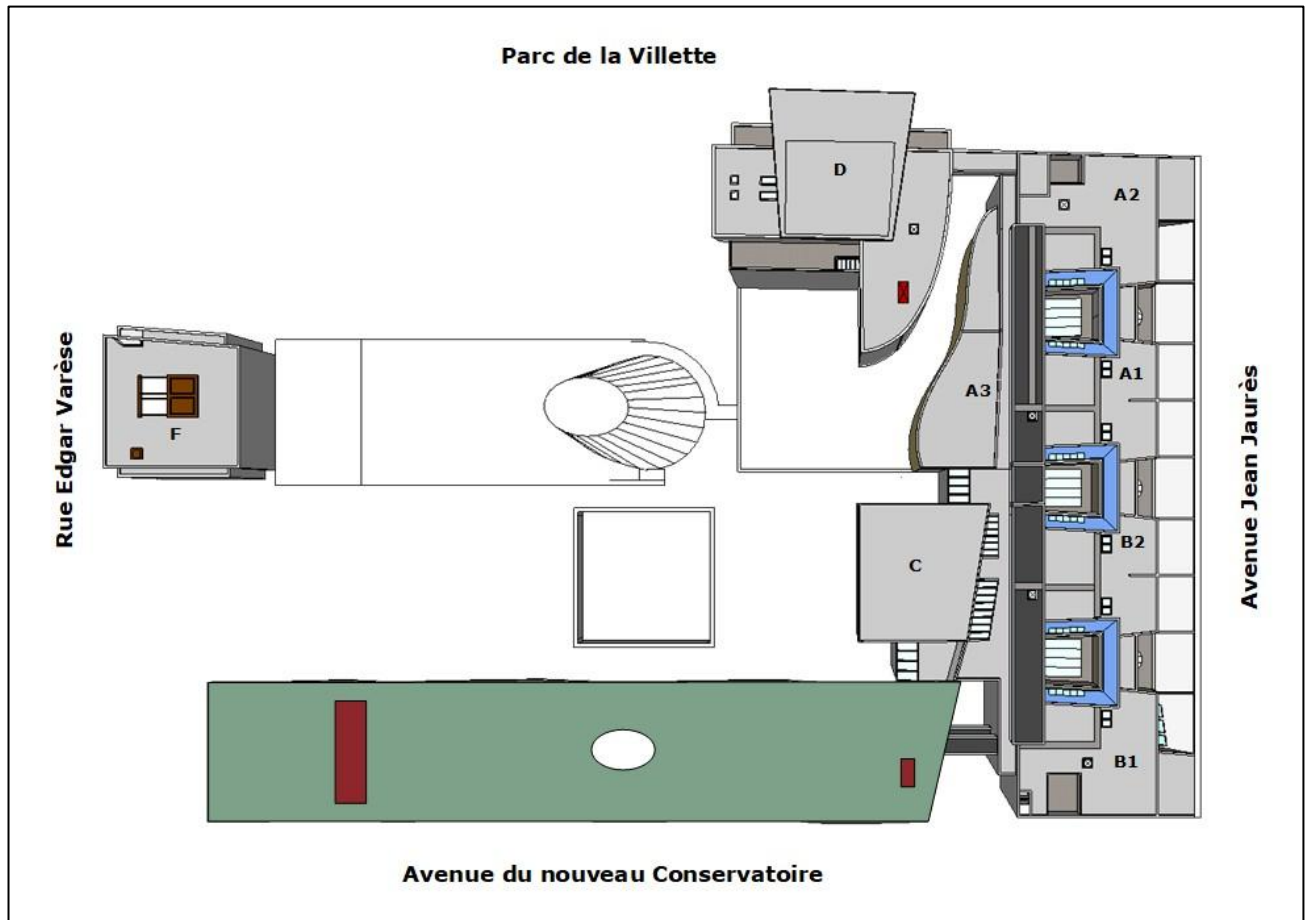 Parc de la Villette
D
A2
A1
A3
Rue Edgar Varèse
F
Avenue Jean Jaurès
B2
C
B1
Avenue du nouveau Conservatoire